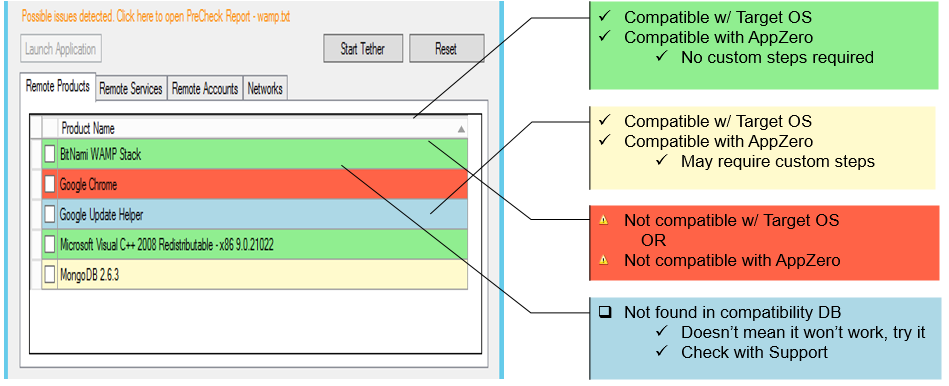 Possible issues detected. Click here to open PreCheck Report - wamp.txt
Launch Application
Start Tether
Reset
Remote Products
Remote Services
Remote Accounts
Networks
Product Name
BitNami WAMP Stack
Google Chrome
Google Update Helper
Microsoft Visual C++ 2008 Redistributable - x86 9.0.21022
MongoDB 2.6.3
Compatible w/ Target OS
Compatible with AppZero
No custom steps required
Compatible w/ Target OS
Compatible with AppZero
May require custom steps
Not compatible w/ Target OS
OR
Not compatible with AppZero
Not found in compatibility DB
Doesn't mean it won't work, try it
Check with Support